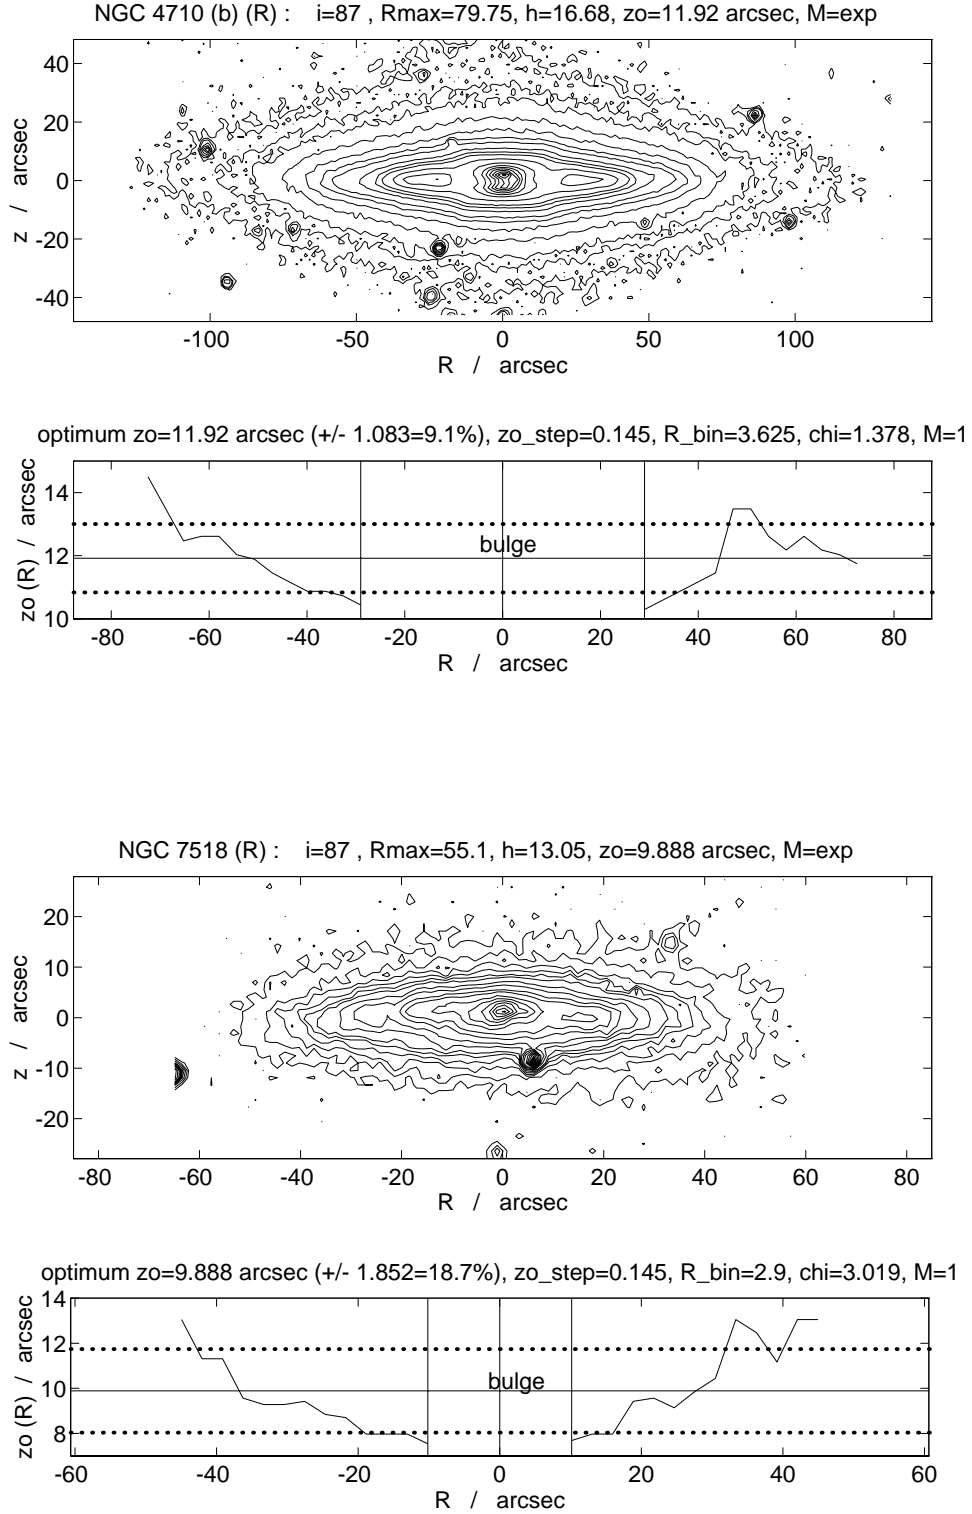 NGC 4710 (b) (R) : i=87 , Rmax=79.75, h=16.68, zo=11.92 arcsec, M=exp
z / arcsec
40
20
0
-20
-40
-100 -50 0 50 100
R / arcsec
optimum zo=11.92 arcsec (+/- 1.083=9.1%), zo_step=0.145, R_bin=3.625, chi=1.378, M=1
zo (R) / arcsec
14
12
10
bulge
-80 -60 -40 -20 0 20 40 60 80
R / arcsec
NGC 7518 (R) : i=87 , Rmax=55.1, h=13.05, zo=9.888 arcsec, M=exp
z / arcsec
20
10
0
-10
-20
-80 -60 -40 -20 0 20 40 60 80
R / arcsec
optimum zo=9.888 arcsec (+/- 1.852=18.7%), zo_step=0.145, R_bin=2.9, chi=3.019, M=1
zo (R) / arcsec
14
12
10
8
bulge
-60 -40 -20 0 20 40 60
R / arcsec